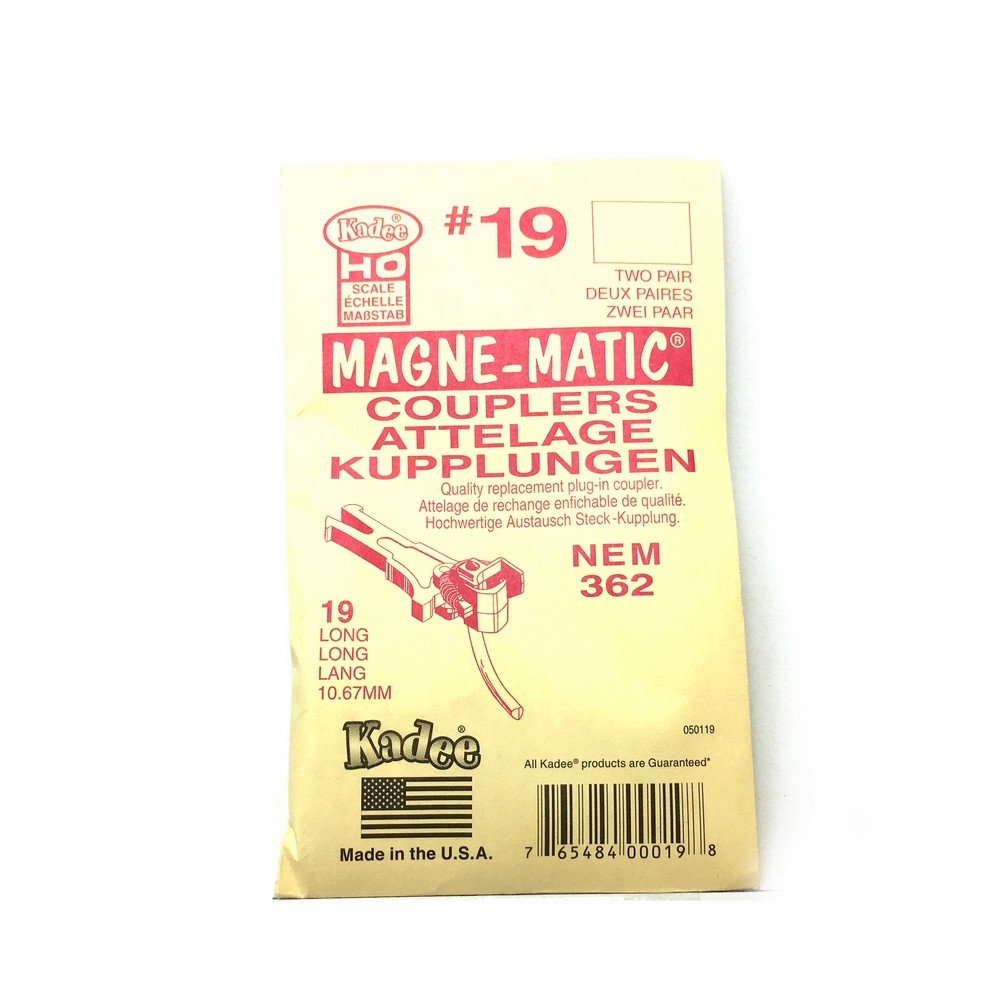 Kadee®
HO
SCALE
ÉCHELLE
MAßSTAB
#19
TWO PAIR
DEUX PAIRES
ZWEI PAAR
MAGNE-MATIC®
COUPLERS
ATTELAGE
KUPPLUNGEN
Quality replacement plug-in coupler.
Attelage de rechange enfichable de qualité.
Hochwertige Austausch Steck-Kupplung.
NEM
362
19
LONG
LONG
LANG
10.67MM
Kadee®
Made in the U.S.A.
050119
All Kadee® products are Guaranteed*
7 65484 00019 8